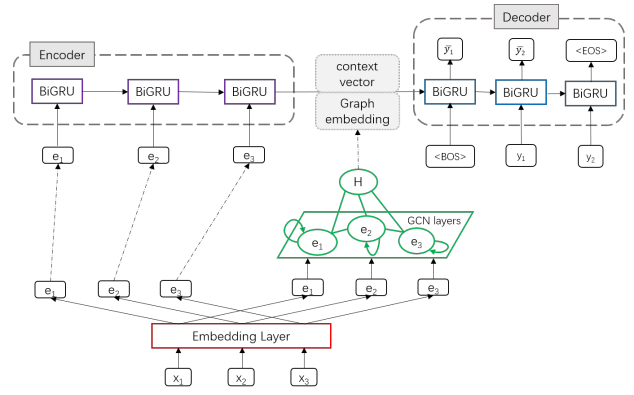 Decoder
Encoder
ȳ₁
ȳ₂
<EOS>
context
vector
BiGRU
BiGRU
BiGRU
BiGRU
BiGRU
BiGRU
Graph
embedding
e₁
e₂
e₃
<BOS>
y₁
y₂
H
GCN layers
e₁
e₂
e₃
e₁
e₂
e₃
e₁
e₂
e₃
Embedding Layer
x₁
x₂
x₃